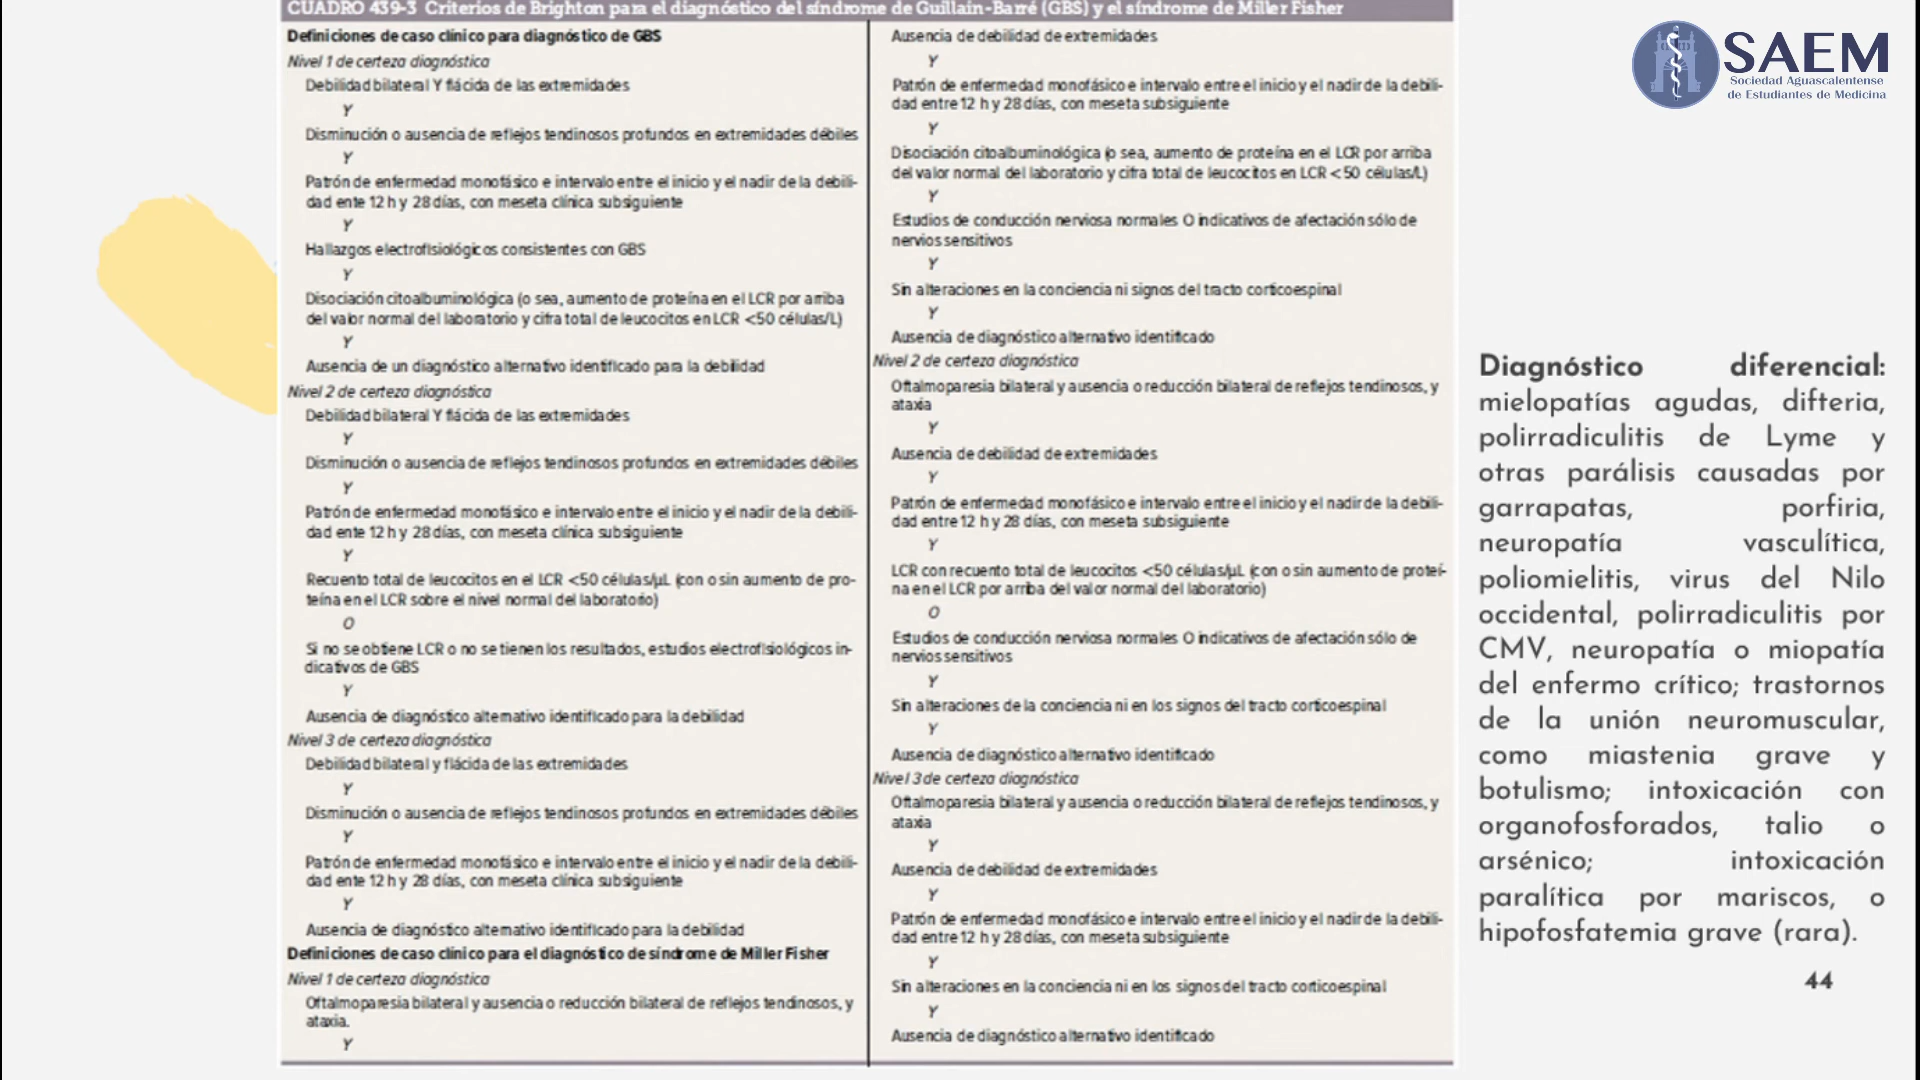 CUADRO 439-3 Criterios de Brighton para el diagnóstico del síndrome de Guillain-Barré (GBS) y el síndrome de Miller Fisher
Definiciones de caso clínico para diagnóstico de GBS
Nivel 1 de certeza diagnóstica
Debilidad bilateral Y flácida de las extremidades
Y
Disminución o ausencia de reflejos tendinosos profundos en extremidades débiles
Y
Patrón de enfermedad monofásico e intervalo entre el inicio y el nadir de la debili-
dad ente 12 h y 28 días, con meseta clínica subsiguiente
Y
Hallazgos electrofisiológicos consistentes con GBS
Y
Disociación citoalbuminológica (o sea, aumento de proteína en el LCR por arriba
del valor normal del laboratorio y cifra total de leucocitos en LCR <50 células/L)
Y
Ausencia de un diagnóstico alternativo identificado para la debilidad
Nivel 2 de certeza diagnóstica
Debilidad bilateral Y flácida de las extremidades
Y
Disminución o ausencia de reflejos tendinosos profundos en extremidades débiles
Y
Patrón de enfermedad monofásico e intervalo entre el inicio y el nadir de la debili-
dad ente 12 h y 28 días, con meseta clínica subsiguiente
Y
Recuento total de leucocitos en el LCR <50 células/µL (con o sin aumento de pro-
teína en el LCR sobre el nivel normal del laboratorio)
O
Si no se obtiene LCR o no se tienen los resultados, estudios electrofisiológicos in-
dicativos de GBS
Y
Ausencia de diagnóstico alternativo identificado para la debilidad
Nivel 3 de certeza diagnóstica
Debilidad bilateral y flácida de las extremidades
Y
Disminución o ausencia de reflejos tendinosos profundos en extremidades débiles
Y
Patrón de enfermedad monofásico e intervalo entre el inicio y el nadir de la debili-
dad ente 12 h y 28 días, con meseta clínica subsiguiente
Y
Ausencia de diagnóstico alternativo identificado para la debilidad
Definiciones de caso clínico para el diagnóstico de síndrome de Miller Fisher
Nivel 1 de certeza diagnóstica
Oftalmoparesia bilateral y ausencia o reducción bilateral de reflejos tendinosos, y
ataxia.
Y
Ausencia de debilidad de extremidades
Y
Patrón de enfermedad monofásico e intervalo entre el inicio y el nadir de la debili-
dad entre 12 h y 28 días, con meseta subsiguiente
Y
Disociación citoalbuminológica (o sea, aumento de proteína en el LCR por arriba
del valor normal del laboratorio y cifra total de leucocitos en LCR <50 células/L)
Y
Estudios de conducción nerviosa normales O indicativos de afectación sólo de
nervios sensitivos
Y
Sin alteraciones en la conciencia ni signos del tracto corticoespinal
Y
Ausencia de diagnóstico alternativo identificado
Nivel 2 de certeza diagnóstica
Oftalmoparesia bilateral y ausencia o reducción bilateral de reflejos tendinosos, y
ataxia
Y
Ausencia de debilidad de extremidades
Y
Patrón de enfermedad monofásico e intervalo entre el inicio y el nadir de la debili-
dad entre 12 h y 28 días, con meseta subsiguiente
Y
LCR con recuento total de leucocitos <50 células/µL (con o sin aumento de proteí-
na en el LCR por arriba del valor normal del laboratorio)
O
Estudios de conducción nerviosa normales O indicativos de afectación sólo de
nervios sensitivos
Y
Sin alteraciones de la conciencia ni en los signos del tracto corticoespinal
Y
Ausencia de diagnóstico alternativo identificado
Nivel 3 de certeza diagnóstica
Oftalmoparesia bilateral y ausencia o reducción bilateral de reflejos tendinosos, y
ataxia
Y
Ausencia de debilidad de extremidades
Y
Patrón de enfermedad monofásico e intervalo entre el inicio y el nadir de la debili-
dad entre 12 h y 28 días, con meseta subsiguiente
Y
Sin alteraciones en la conciencia ni en los signos del tracto corticoespinal
Y
Ausencia de diagnóstico alternativo identificado
SAEM
Sociedad Aguascalentense
de Estudiantes de Medicina
Diagnóstico diferencial:
mielopatías agudas, difteria,
polirradiculitis de Lyme y
otras parálisis causadas por
garrapatas, porfiria,
neuropatía vasculítica,
poliomielitis, virus del Nilo
occidental, polirradiculitis por
CMV, neuropatía o miopatía
del enfermo crítico; trastornos
de la unión neuromuscular,
como miastenia grave y
botulismo; intoxicación con
organofosforados, talio o
arsénico; intoxicación
paralítica por mariscos, o
hipofosfatemia grave (rara).
44